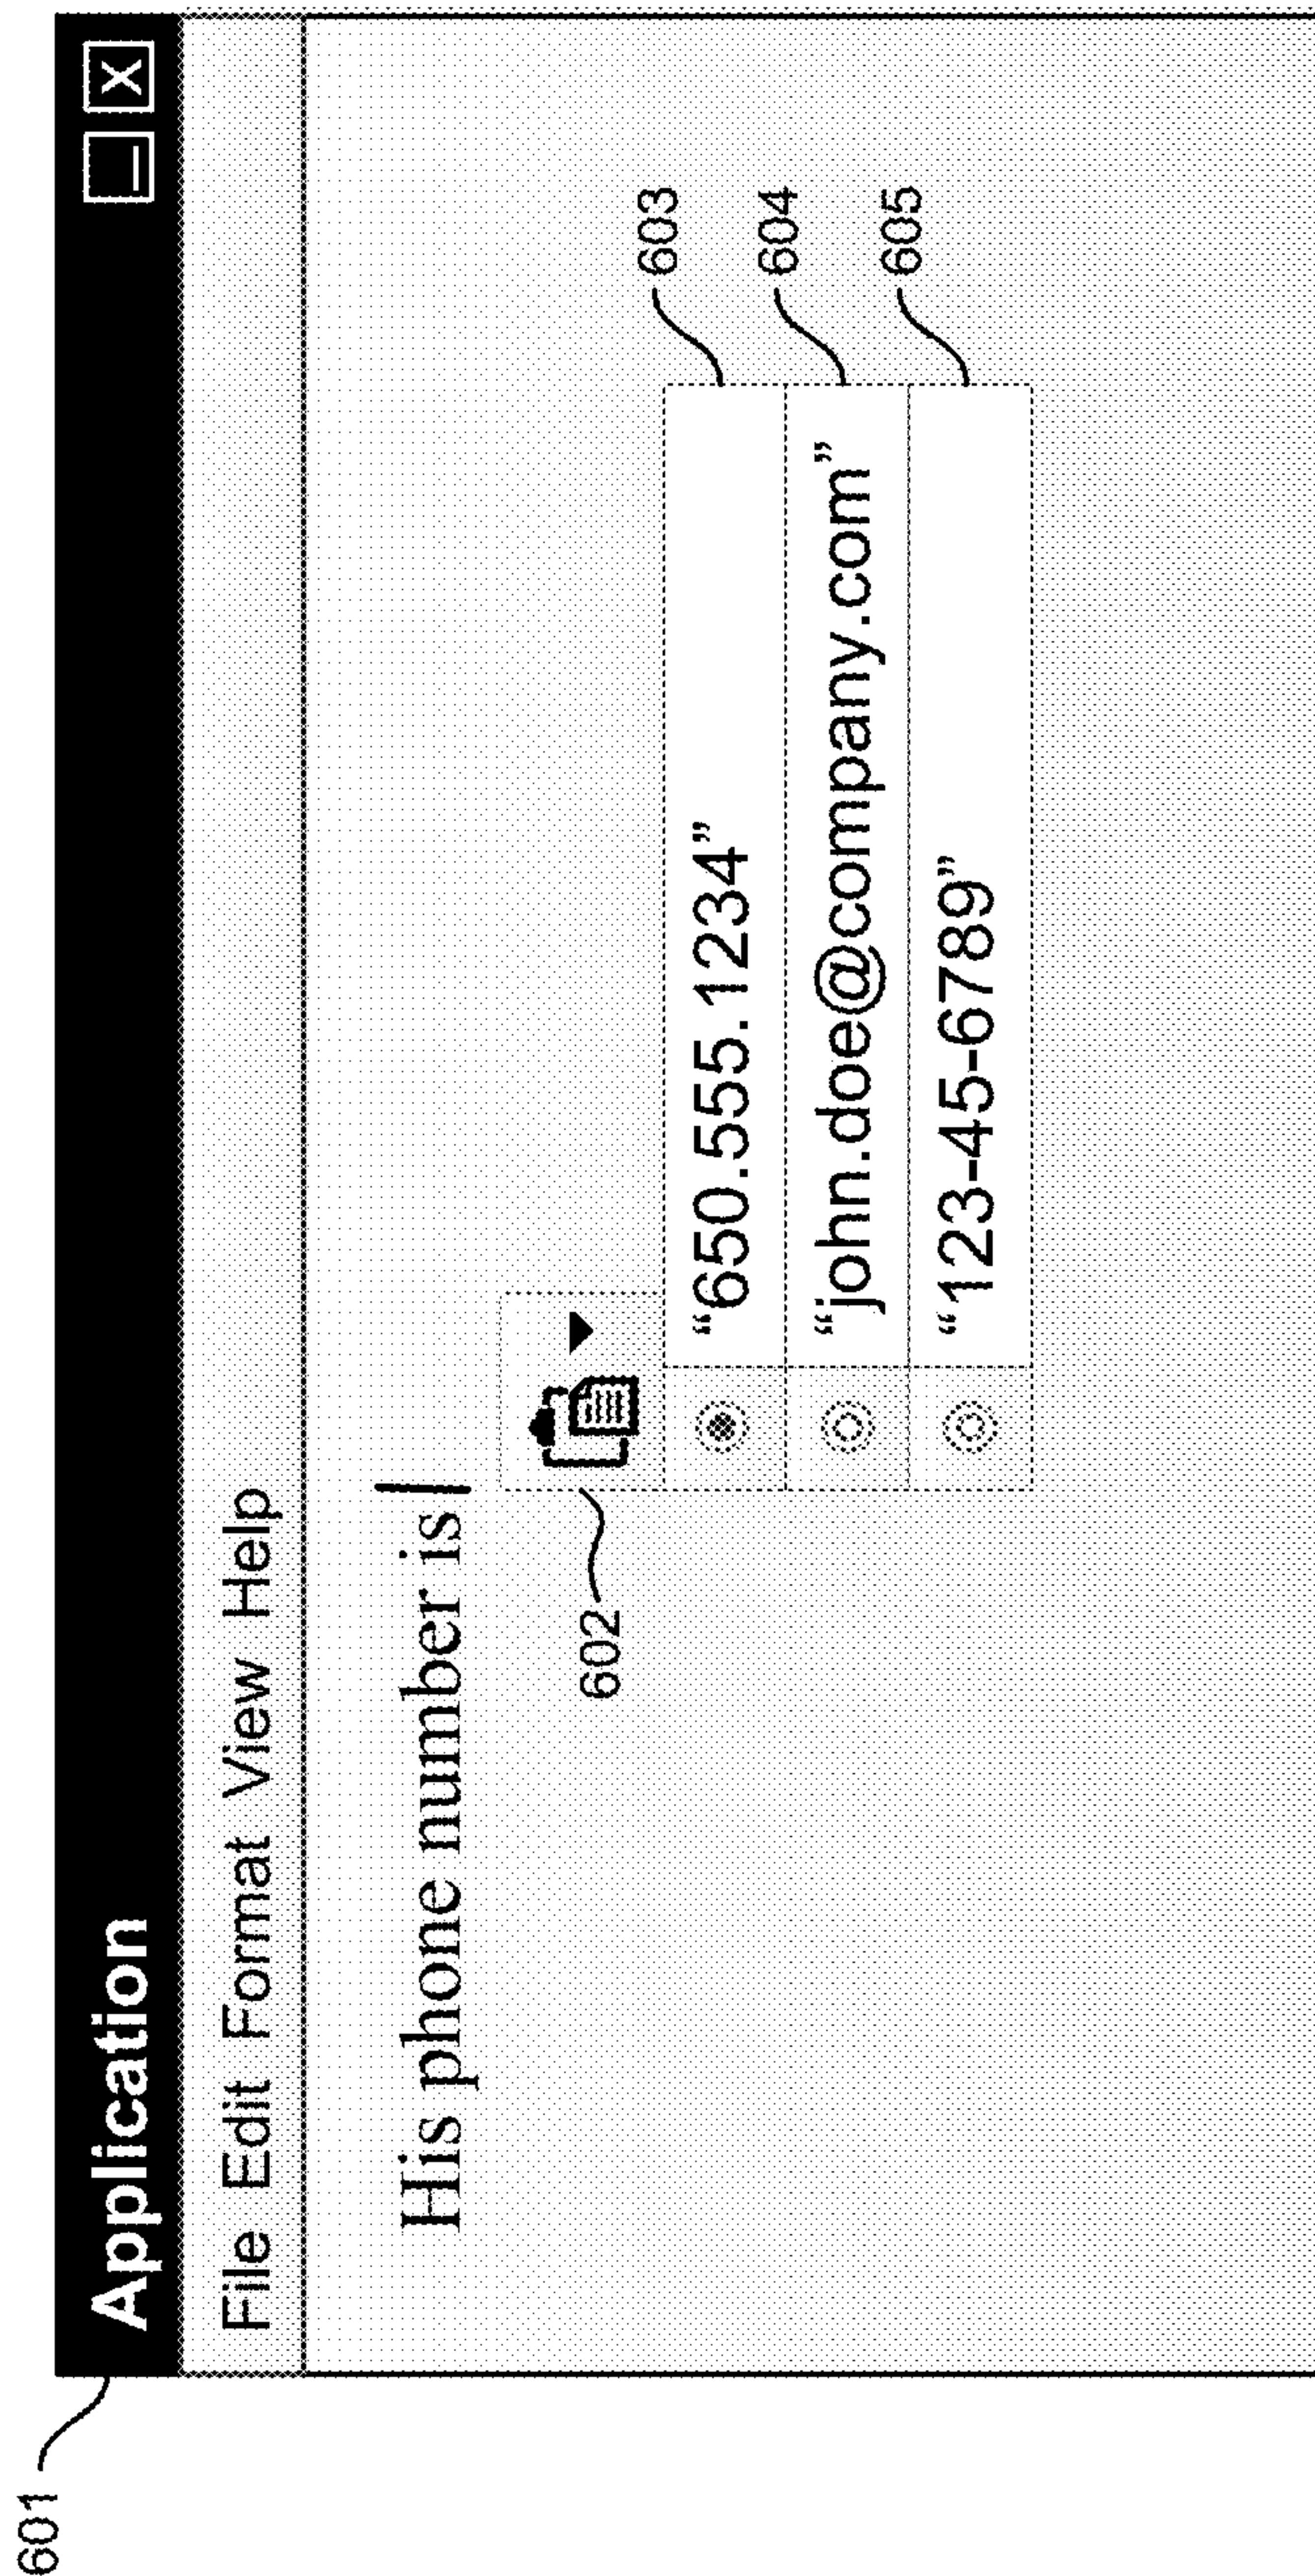 601
Application
_ X
File Edit Format View Help
His phone number is
602
“650.555.1234” 603
“john.doe@company.com” 604
“123-45-6789” 605